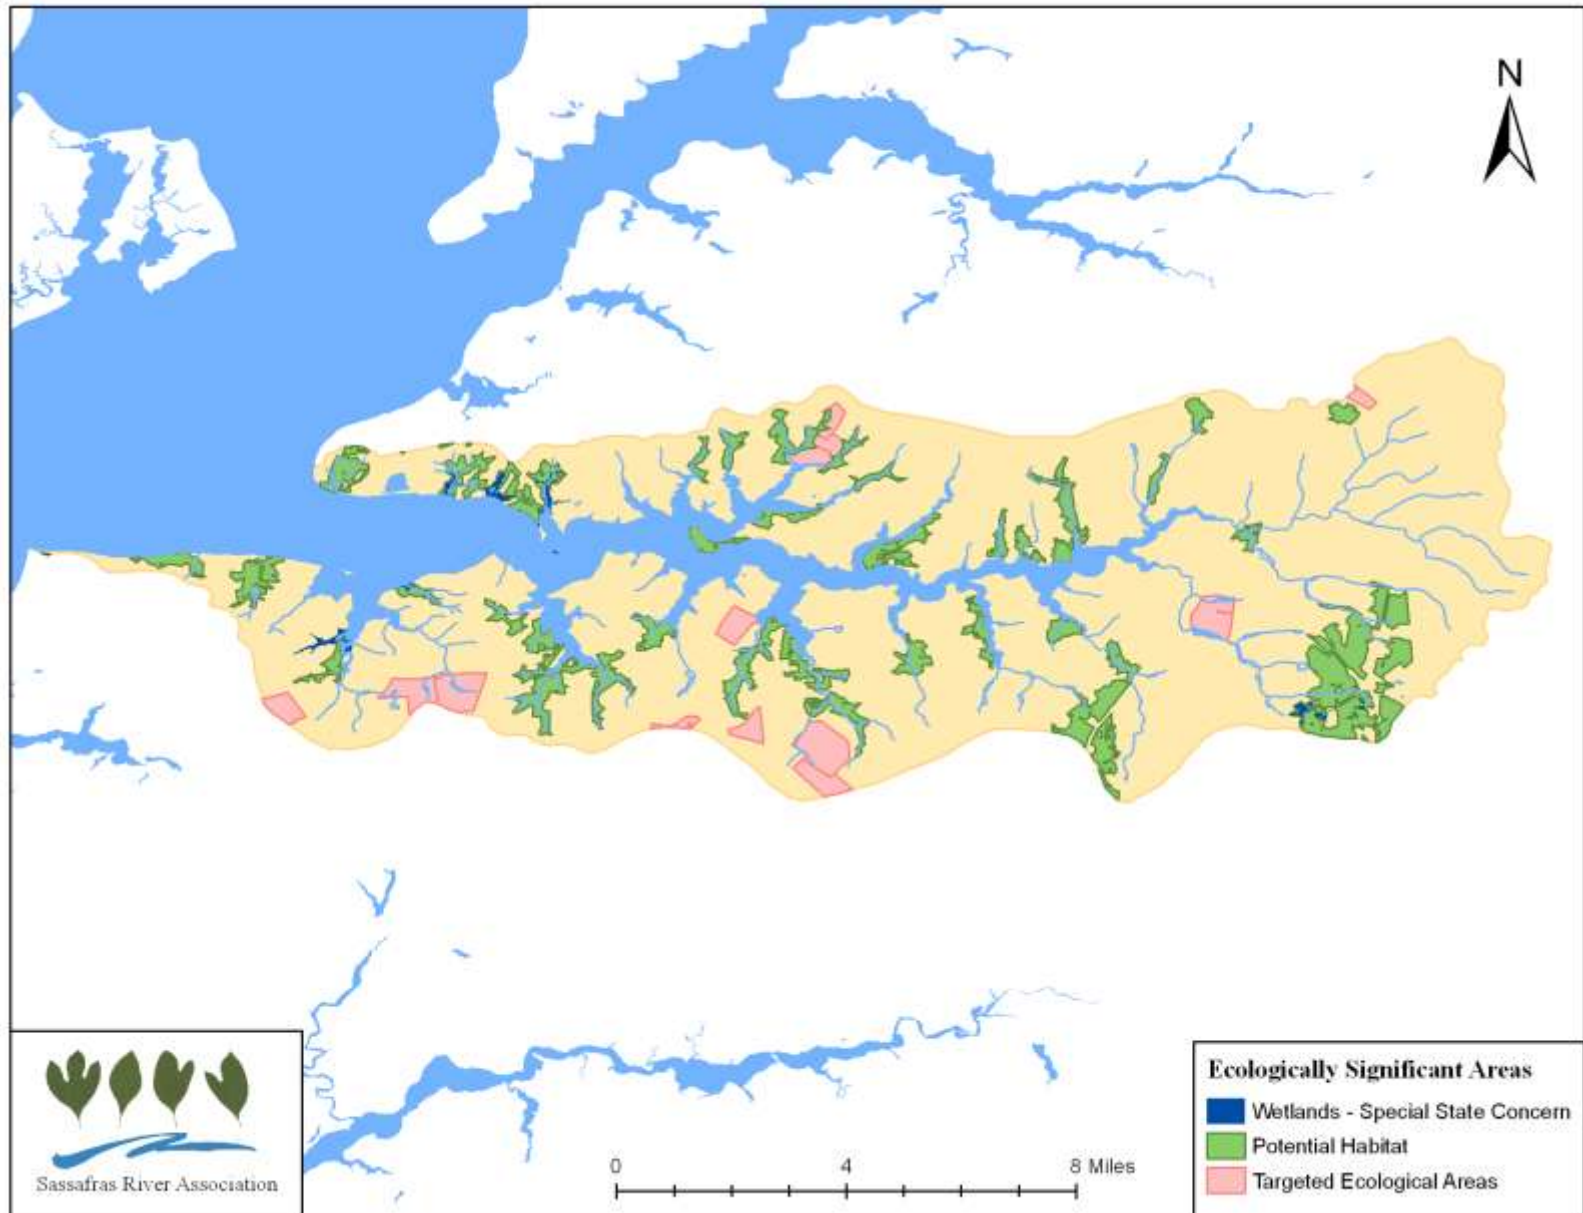 N
Ecologically Significant Areas
Wetlands - Special State Concern
Potential Habitat
Targeted Ecological Areas
0 4 8 Miles
Sassafras River Association